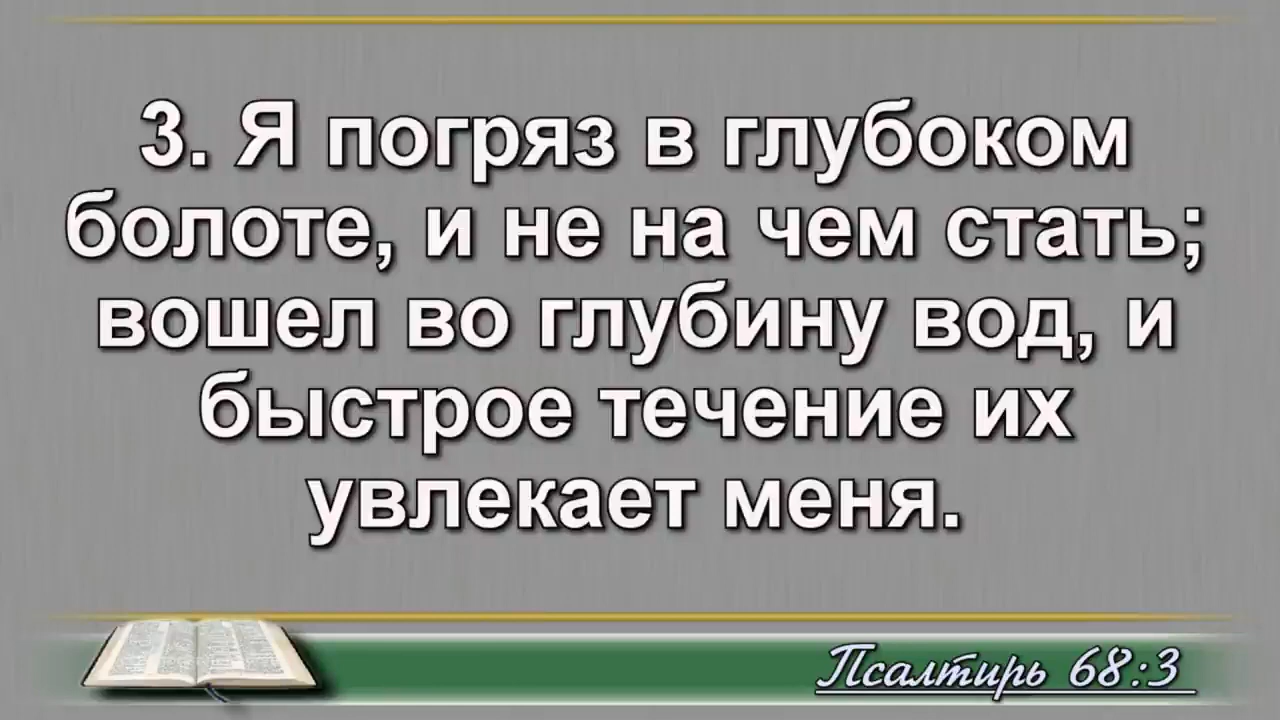 3. Я погряз в глубоком
болоте, и не на чем стать;
вошел во глубину вод, и
быстрое течение их
увлекает меня.
Псалтирь 68:3